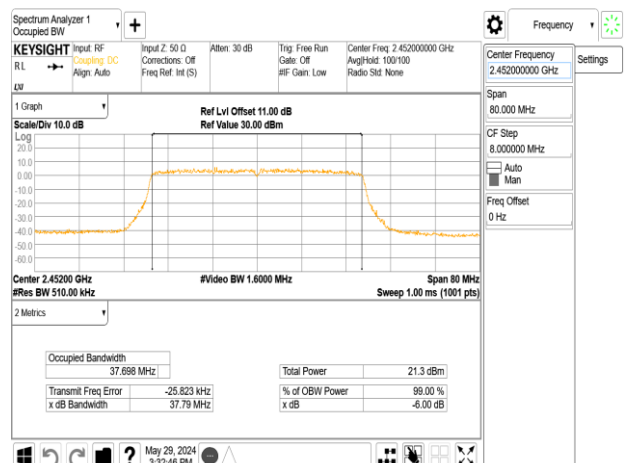 Spectrum Analyzer 1
Occupied BW
+
Frequency
KEYSIGHT
Input: RF
Coupling: DC
Align: Auto
Input Z: 50 Ω
Corrections: Off
Freq Ref: Int (S)
Atten: 30 dB
Trig: Free Run
Gate: Off
#IF Gain: Low
Center Freq: 2.452000000 GHz
Avg|Hold: 100/100
Radio Std: None
R L
LXI
Center Frequency
2.452000000 GHz
Settings
Span
80.000 MHz
CF Step
8.000000 MHz
Auto
Man
Freq Offset
0 Hz
1 Graph
Scale/Div 10.0 dB
Ref Lvl Offset 11.00 dB
Ref Value 30.00 dBm
Log
20.0
10.0
0.00
-10.0
-20.0
-30.0
-40.0
-50.0
-60.0
Center 2.45200 GHz
#Video BW 1.6000 MHz
Span 80 MHz
#Res BW 510.00 kHz
Sweep 1.00 ms (1001 pts)
2 Metrics
Occupied Bandwidth
37.698 MHz
Total Power 21.3 dBm
Transmit Freq Error -25.823 kHz
% of OBW Power 99.00 %
x dB Bandwidth 37.79 MHz
x dB -6.00 dB
?
May 29, 2024
3:32:46 PM